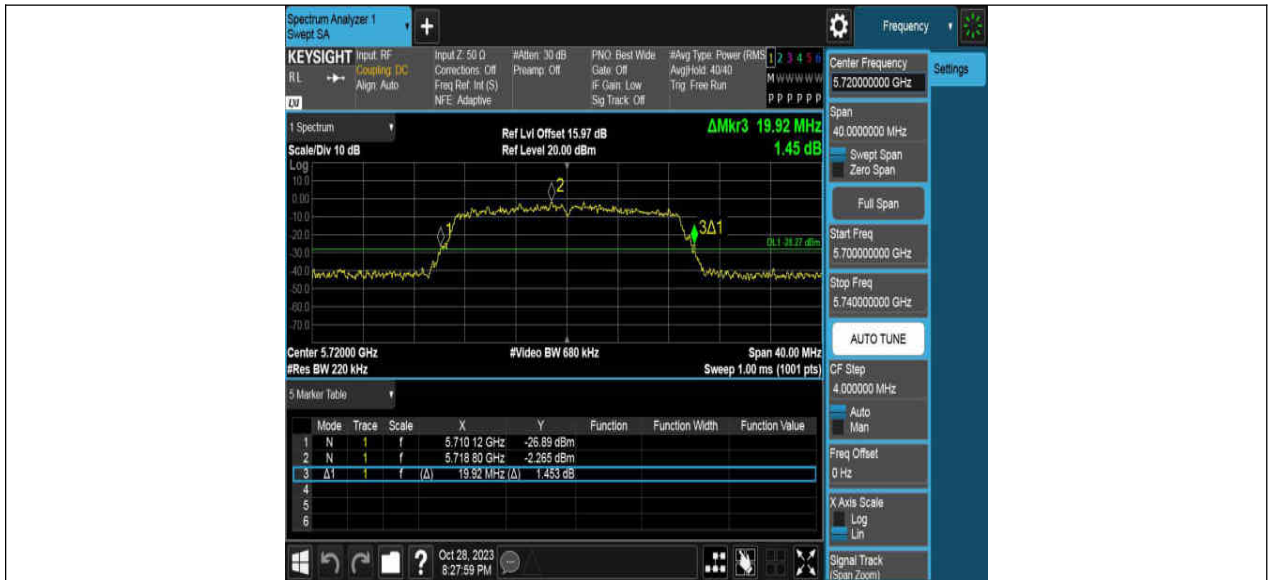 Spectrum Analyzer 1
Swept SA
+
Frequency
KEYSIGHT
RL
LXI
Input: RF
Coupling: DC
Align: Auto
Input Z: 50 Ω
Corrections: Off
Freq Ref: Int (S)
NFE: Adaptive
#Atten: 30 dB
Preamp: Off
PNO: Best Wide
Gate: Off
IF Gain: Low
Sig Track: Off
#Avg Type: Power (RMS
Avg|Hold: 40/40
Trig: Free Run
1 2 3 4 5 6
M W W W W W
P P P P P P
Center Frequency
5.720000000 GHz
Settings
Span
40.0000000 MHz
Swept Span
Zero Span
Full Span
Start Freq
5.700000000 GHz
Stop Freq
5.740000000 GHz
AUTO TUNE
CF Step
4.000000 MHz
Auto
Man
Freq Offset
0 Hz
X Axis Scale
Log
Lin
Signal Track
(Span Zoom)
1 Spectrum
Scale/Div 10 dB
Ref Lvl Offset 15.97 dB
Ref Level 20.00 dBm
ΔMkr3 19.92 MHz
1.45 dB
Log
10.0
0.00
-10.0
-20.0
-30.0
-40.0
-50.0
-60.0
-70.0
1
2
3Δ1
DL1 -28.27 dBm
Center 5.72000 GHz
#Res BW 220 kHz
#Video BW 680 kHz
Span 40.00 MHz
Sweep 1.00 ms (1001 pts)
5 Marker Table
Mode Trace Scale X Y Function Function Width Function Value
1 N 1 f 5.710 12 GHz -26.89 dBm
2 N 1 f 5.718 80 GHz -2.265 dBm
3 Δ1 1 f (Δ) 19.92 MHz (Δ) 1.453 dB
4
5
6
?
Oct 28, 2023
8:27:59 PM